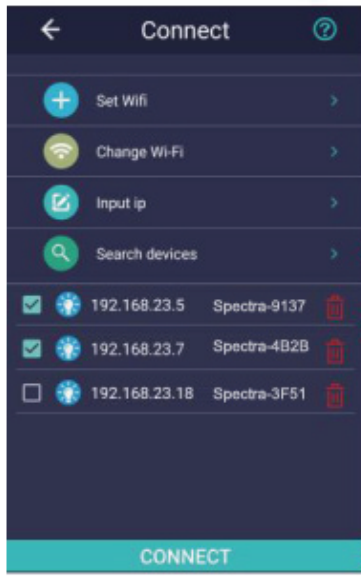 Connect
Set Wifi
Change Wi-Fi
Input ip
Search devices
192.168.23.5 Spectra-9137
192.168.23.7 Spectra-4B2B
192.168.23.18 Spectra-3F51
CONNECT